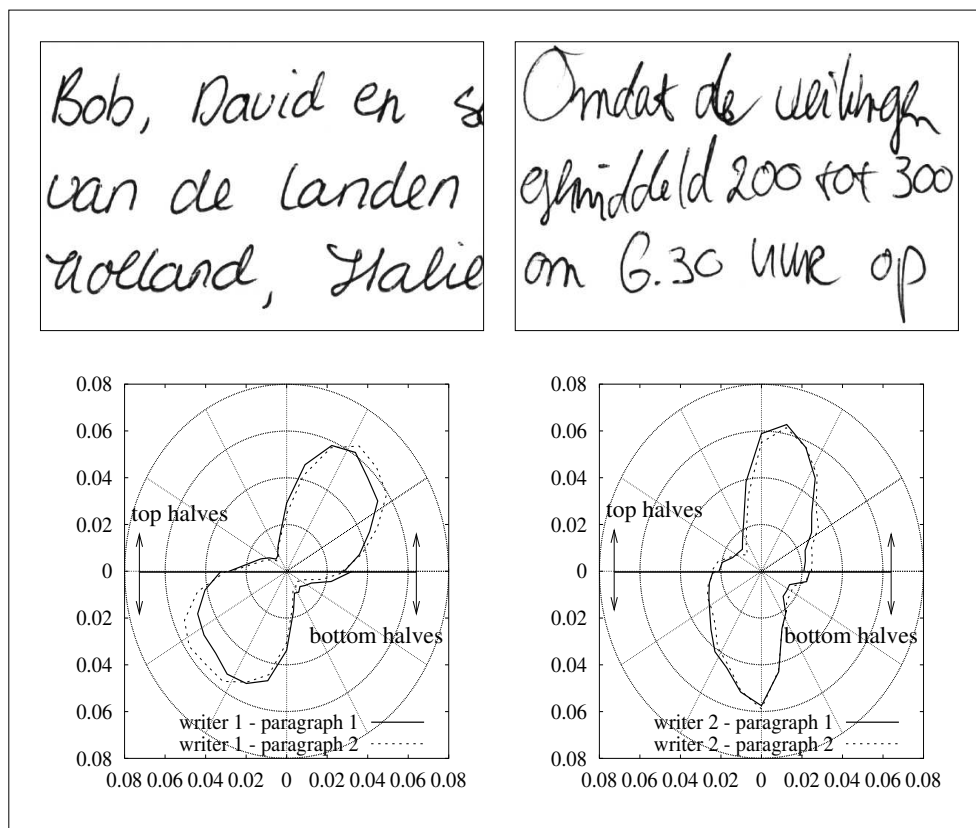 Bob, David en
van de landen
Holland, Italie
Omdat de veilingen
gemiddeld 200 tot 300
om 6.30 UUR op
0.08
0.06
0.04
0.02
0
0.02
0.04
0.06
0.08
0.08 0.06 0.04 0.02 0 0.02 0.04 0.06 0.08
top halves
bottom halves
writer 1 - paragraph 1
writer 1 - paragraph 2
0.08
0.06
0.04
0.02
0
0.02
0.04
0.06
0.08
0.08 0.06 0.04 0.02 0 0.02 0.04 0.06 0.08
top halves
bottom halves
writer 2 - paragraph 1
writer 2 - paragraph 2